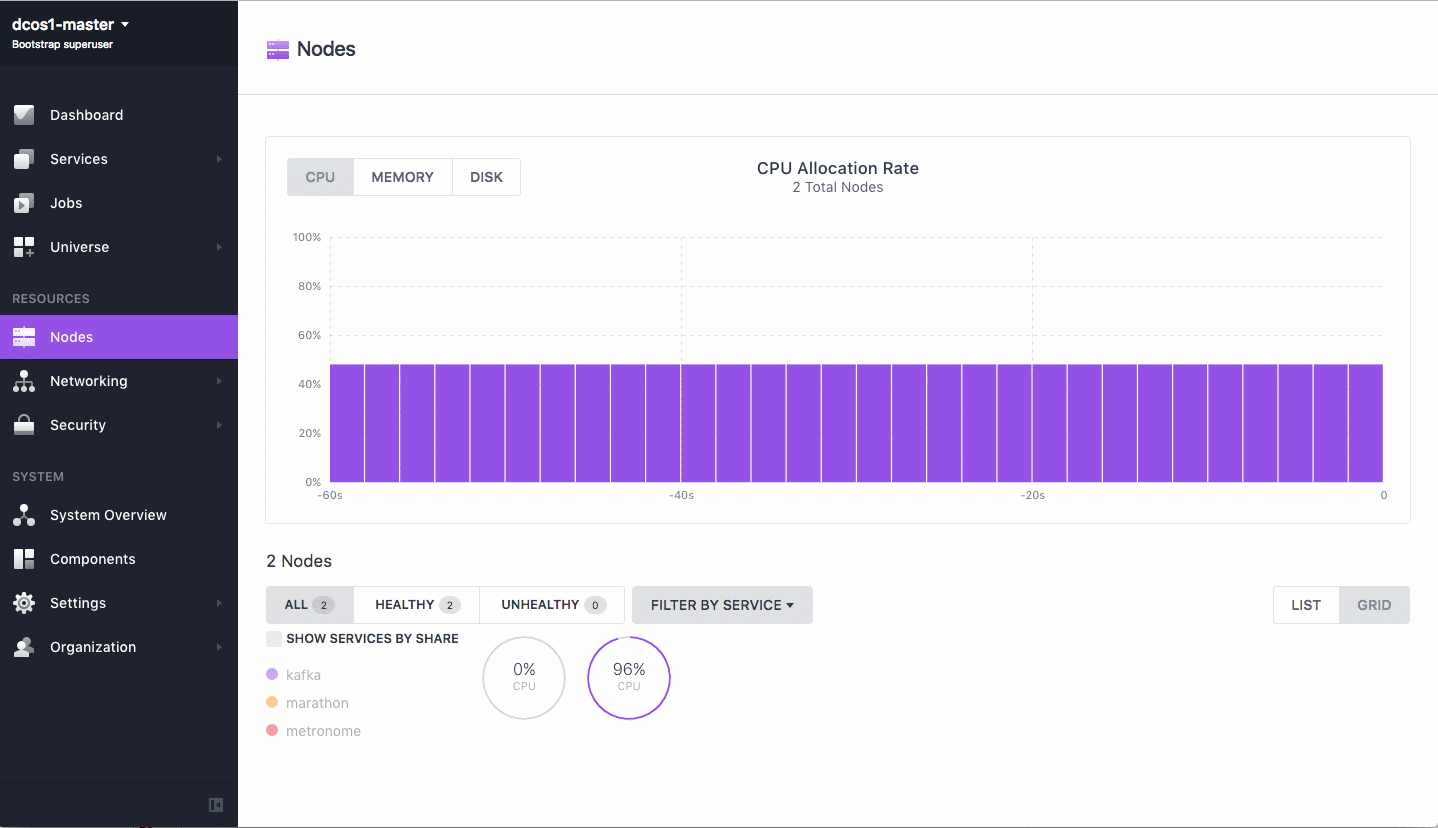 dcos1-master
Bootstrap superuser
Dashboard
Services
Jobs
Universe
RESOURCES
Nodes
Networking
Security
SYSTEM
System Overview
Components
Settings
Organization
Nodes
CPU MEMORY DISK
CPU Allocation Rate
2 Total Nodes
100%
80%
60%
40%
20%
0%
-60s -40s -20s 0
2 Nodes
ALL 2 HEALTHY 2 UNHEALTHY 0 FILTER BY SERVICE LIST GRID
SHOW SERVICES BY SHARE
kafka
marathon
metronome
0%
CPU
96%
CPU